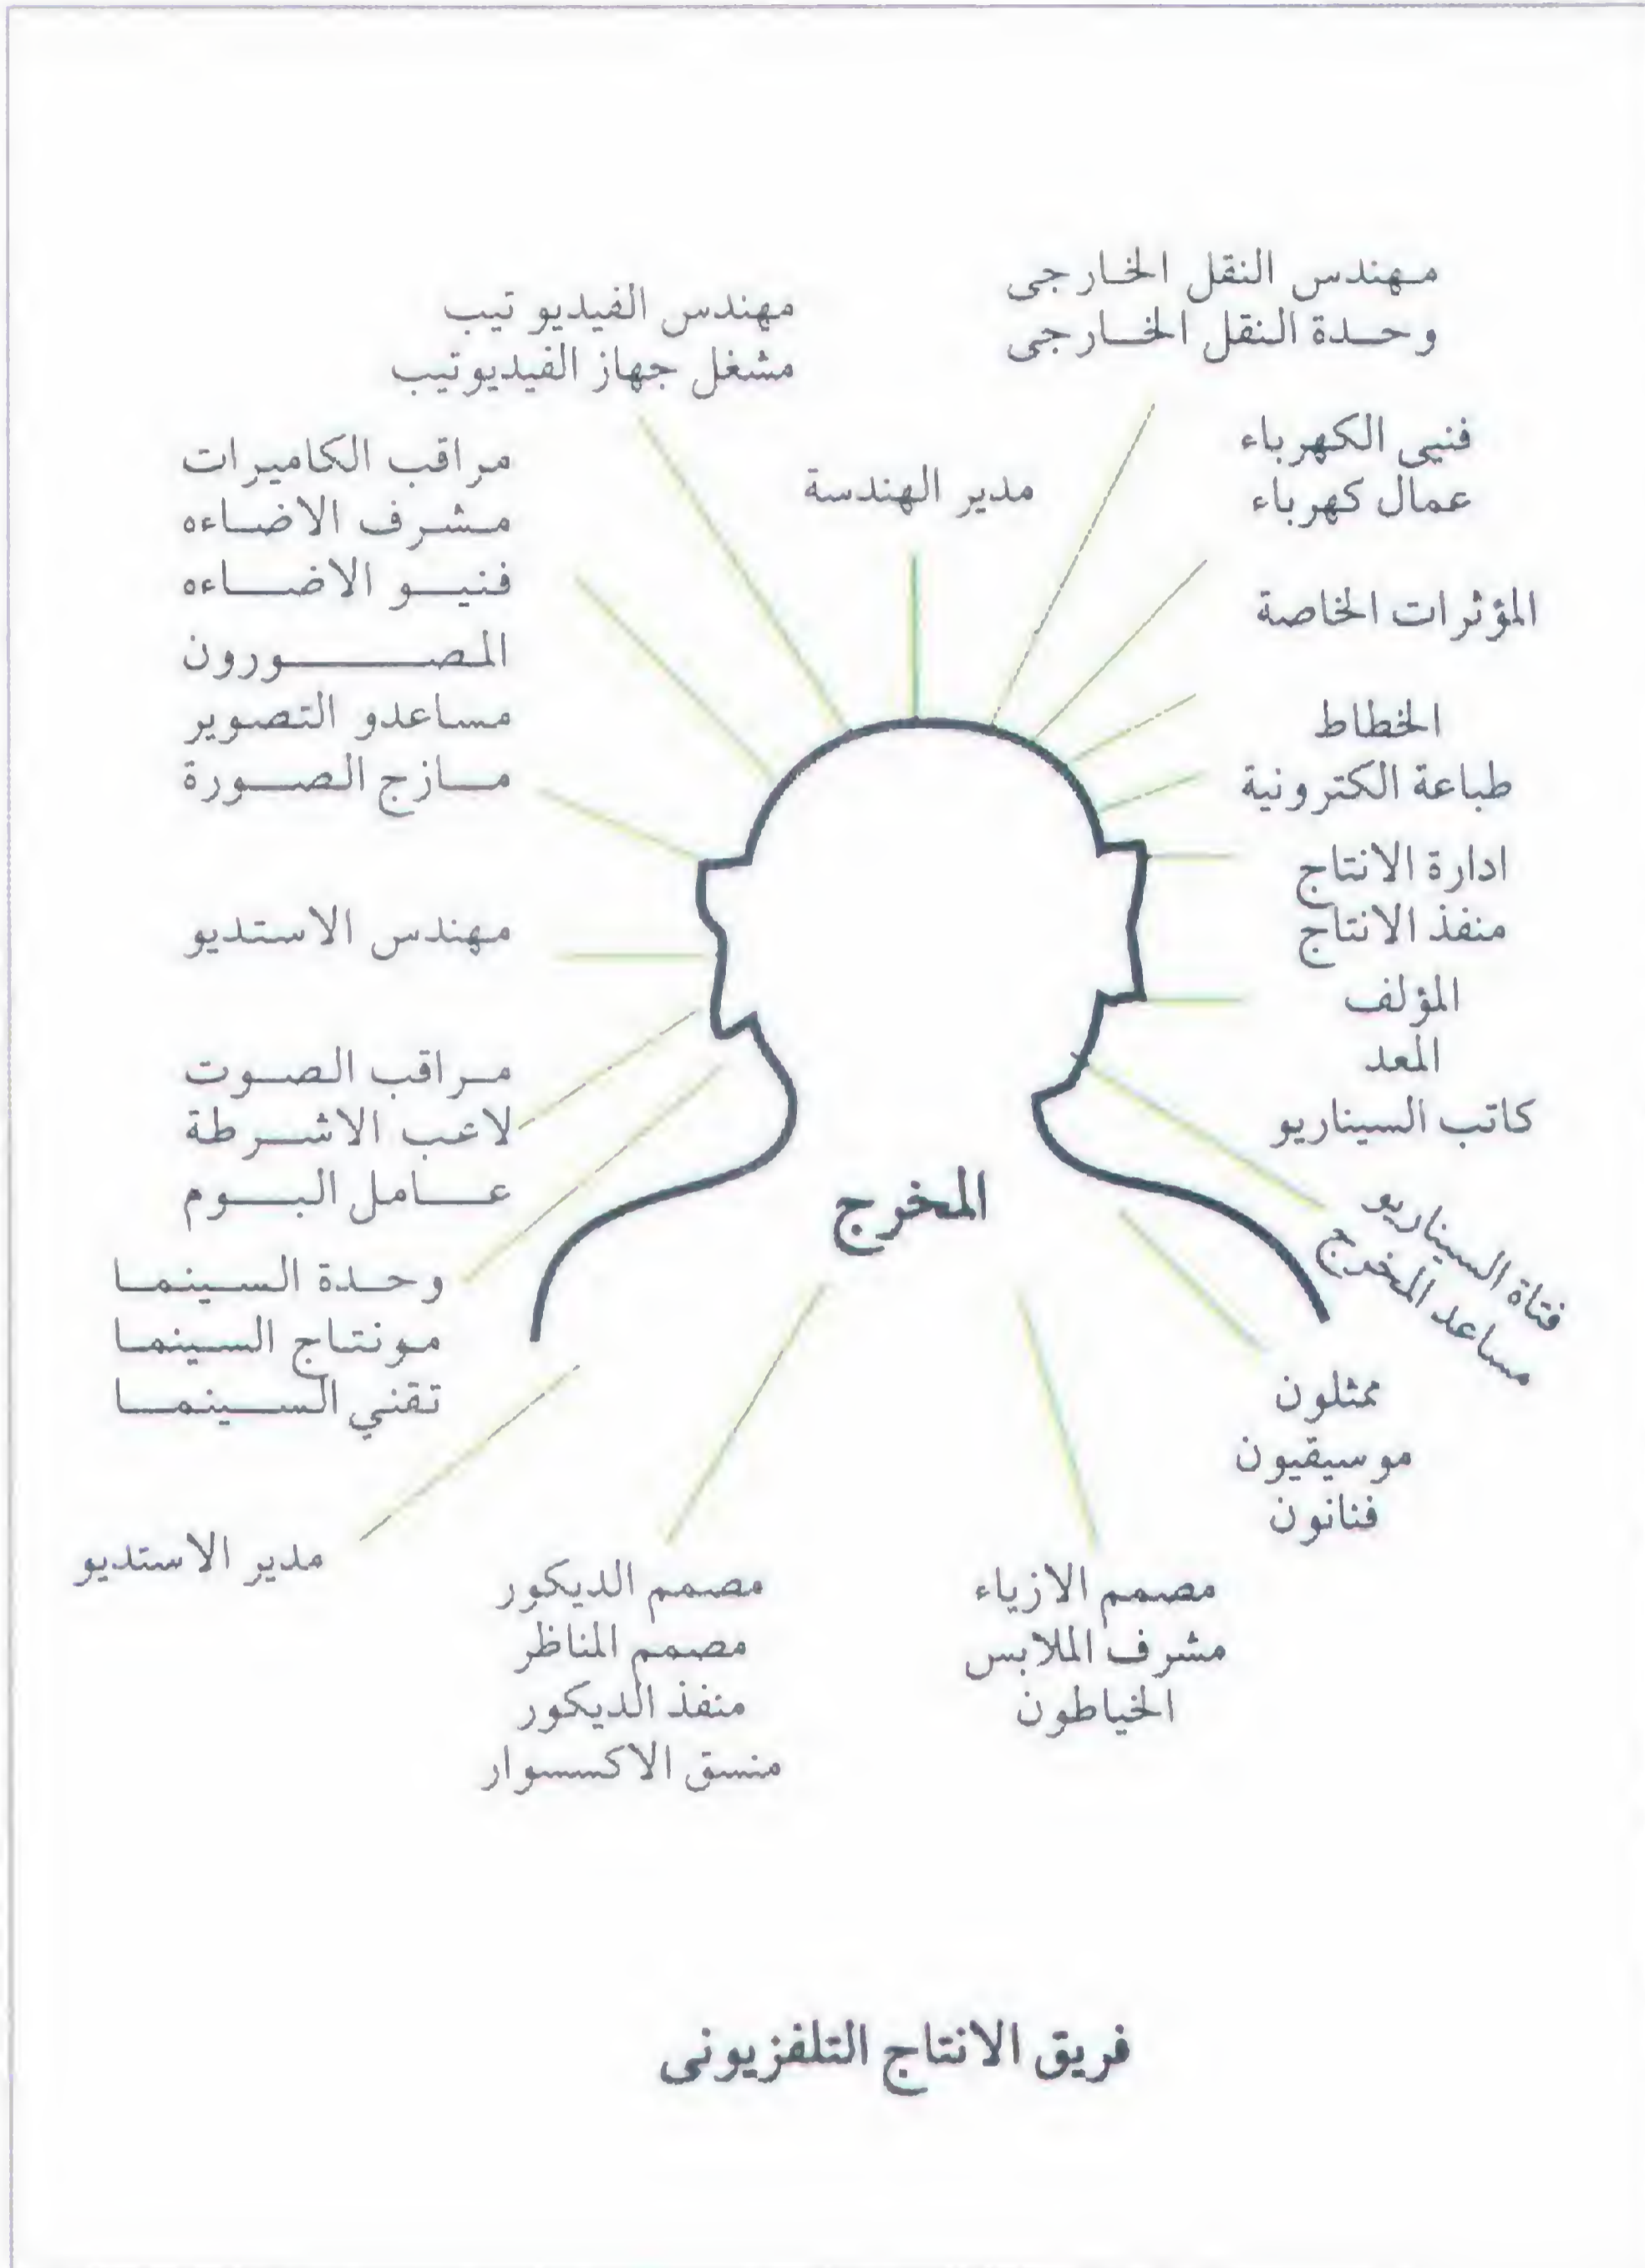 مهندس النقل الخارجى
وحدة النقل الخارجى
مهندس الفيديو تيب
مشغل جهاز الفيديوتيب
مدير الهندسة
فنيي الكهرباء
عمال كهرباء
المؤثرات الخاصة
الخطاط
طباعة الكترونية
ادارة الانتاج
منفذ الانتاج
المؤلف
المعد
كاتب السيناريو
فتاة السيناريو
مساعد المخرج
ممثلون
موسيقيون
فنانون
مصمم الازياء
مشرف الملابس
الخياطون
مصمم الديكور
مصمم المناظر
منفذ الديكور
منسق الاكسسوار
مدير الاستديو
وحدة السينما
مونتاج السينما
تقني السينما
مراقب الصوت
لاعب الاشرطة
عامل البوم
مهندس الاستديو
مراقب الكاميرات
مشرف الاضاءه
فنيو الاضاءه
المصورون
مساعدو التصوير
مازج الصورة
المخرج
فريق الانتاج التلفزيونى